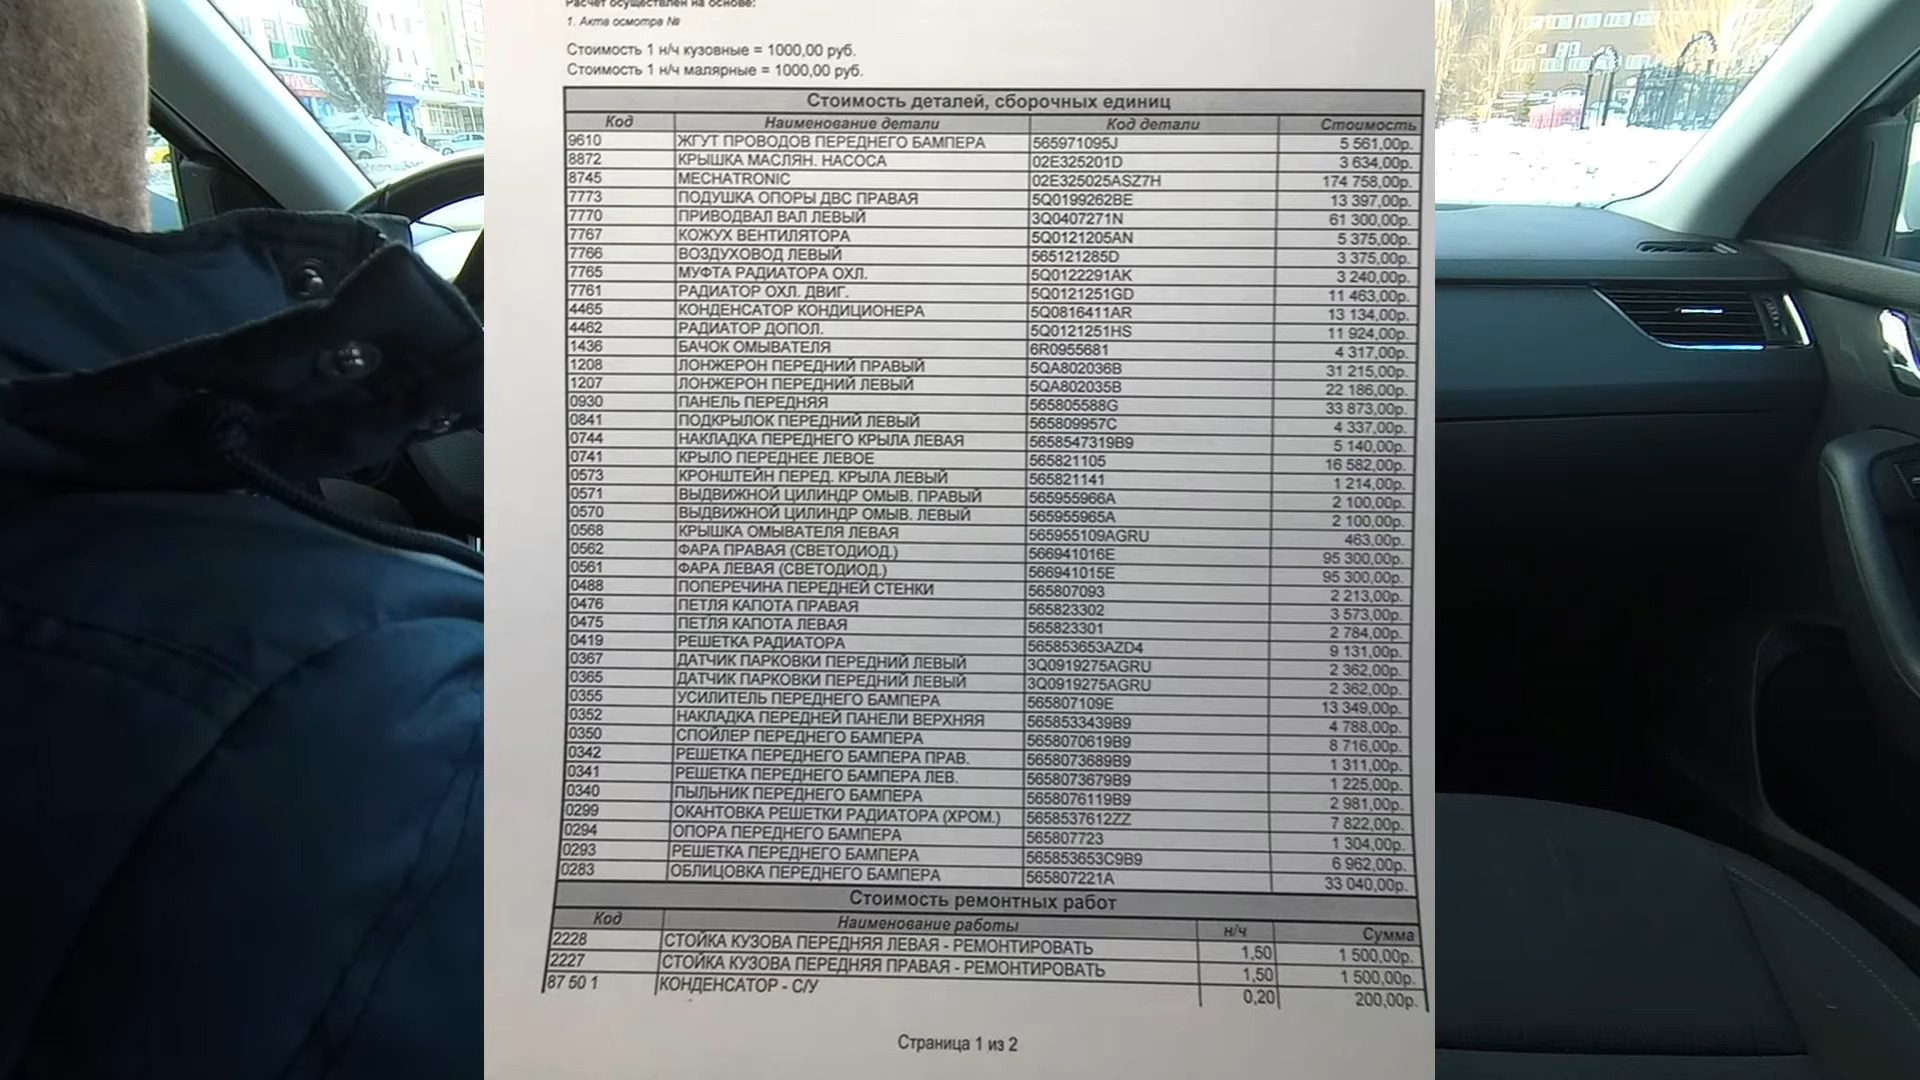 Расчет осуществлен на основе:
1. Акта осмотра №
Стоимость 1 н/ч кузовные = 1000,00 руб.
Стоимость 1 н/ч малярные = 1000,00 руб.
Стоимость деталей, сборочных единиц
Код Наименование детали Код детали Стоимость
9610 ЖГУТ ПРОВОДОВ ПЕРЕДНЕГО БАМПЕРА 565971095J 5 561,00р.
8872 КРЫШКА МАСЛЯН. НАСОСА 02E325201D 3 634,00р.
8745 MECHATRONIC 02E325025ASZ7H 174 758,00р.
7773 ПОДУШКА ОПОРЫ ДВС ПРАВАЯ 5Q0199262BE 13 397,00р.
7770 ПРИВОДВАЛ ВАЛ ЛЕВЫЙ 3Q0407271N 61 300,00р.
7767 КОЖУХ ВЕНТИЛЯТОРА 5Q0121205AN 5 375,00р.
7766 ВОЗДУХОВОД ЛЕВЫЙ 565121285D 3 375,00р.
7765 МУФТА РАДИАТОРА ОХЛ. 5Q0122291AK 3 240,00р.
7761 РАДИАТОР ОХЛ. ДВИГ. 5Q0121251GD 11 463,00р.
4465 КОНДЕНСАТОР КОНДИЦИОНЕРА 5Q0816411AR 13 134,00р.
4462 РАДИАТОР ДОПОЛ. 5Q0121251HS 11 924,00р.
1436 БАЧОК ОМЫВАТЕЛЯ 6R0955681 4 317,00р.
1208 ЛОНЖЕРОН ПЕРЕДНИЙ ПРАВЫЙ 5QA802036B 31 215,00р.
1207 ЛОНЖЕРОН ПЕРЕДНИЙ ЛЕВЫЙ 5QA802035B 22 186,00р.
0930 ПАНЕЛЬ ПЕРЕДНЯЯ 565805588G 33 873,00р.
0841 ПОДКРЫЛОК ПЕРЕДНИЙ ЛЕВЫЙ 565809957C 4 337,00р.
0744 НАКЛАДКА ПЕРЕДНЕГО КРЫЛА ЛЕВАЯ 5658547319B9 5 140,00р.
0741 КРЫЛО ПЕРЕДНЕЕ ЛЕВОЕ 565821105 16 582,00р.
0573 КРОНШТЕЙН ПЕРЕД. КРЫЛА ЛЕВЫЙ 565821141 1 214,00р.
0571 ВЫДВИЖНОЙ ЦИЛИНДР ОМЫВ. ПРАВЫЙ 565955966A 2 100,00р.
0570 ВЫДВИЖНОЙ ЦИЛИНДР ОМЫВ. ЛЕВЫЙ 565955965A 2 100,00р.
0568 КРЫШКА ОМЫВАТЕЛЯ ЛЕВАЯ 565955109AGRU 463,00р.
0562 ФАРА ПРАВАЯ (СВЕТОДИОД.) 566941016E 95 300,00р.
0561 ФАРА ЛЕВАЯ (СВЕТОДИОД.) 566941015E 95 300,00р.
0488 ПОПЕРЕЧИНА ПЕРЕДНЕЙ СТЕНКИ 565807093 2 213,00р.
0476 ПЕТЛЯ КАПОТА ПРАВАЯ 565823302 3 573,00р.
0475 ПЕТЛЯ КАПОТА ЛЕВАЯ 565823301 2 784,00р.
0419 РЕШЕТКА РАДИАТОРА 565853653AZD4 9 131,00р.
0367 ДАТЧИК ПАРКОВКИ ПЕРЕДНИЙ ЛЕВЫЙ 3Q0919275AGRU 2 362,00р.
0365 ДАТЧИК ПАРКОВКИ ПЕРЕДНИЙ ЛЕВЫЙ 3Q0919275AGRU 2 362,00р.
0355 УСИЛИТЕЛЬ ПЕРЕДНЕГО БАМПЕРА 565807109E 13 349,00р.
0352 НАКЛАДКА ПЕРЕДНЕЙ ПАНЕЛИ ВЕРХНЯЯ 5658533439B9 4 788,00р.
0350 СПОЙЛЕР ПЕРЕДНЕГО БАМПЕРА 5658070619B9 8 716,00р.
0342 РЕШЕТКА ПЕРЕДНЕГО БАМПЕРА ПРАВ. 5658073689B9 1 311,00р.
0341 РЕШЕТКА ПЕРЕДНЕГО БАМПЕРА ЛЕВ. 5658073679B9 1 225,00р.
0340 ПЫЛЬНИК ПЕРЕДНЕГО БАМПЕРА 5658076119B9 2 981,00р.
0299 ОКАНТОВКА РЕШЕТКИ РАДИАТОРА (ХРОМ.) 5658537612ZZ 7 822,00р.
0294 ОПОРА ПЕРЕДНЕГО БАМПЕРА 565807723 1 304,00р.
0293 РЕШЕТКА ПЕРЕДНЕГО БАМПЕРА 565853653C9B9 6 962,00р.
0283 ОБЛИЦОВКА ПЕРЕДНЕГО БАМПЕРА 565807221A 33 040,00р.
Стоимость ремонтных работ
Код Наименование работы н/ч Сумма
2228 СТОЙКА КУЗОВА ПЕРЕДНЯЯ ЛЕВАЯ - РЕМОНТИРОВАТЬ 1,50 1 500,00р.
2227 СТОЙКА КУЗОВА ПЕРЕДНЯЯ ПРАВАЯ - РЕМОНТИРОВАТЬ 1,50 1 500,00р.
87 50 1 КОНДЕНСАТОР - С/У 0,20 200,00р.
Страница 1 из 2